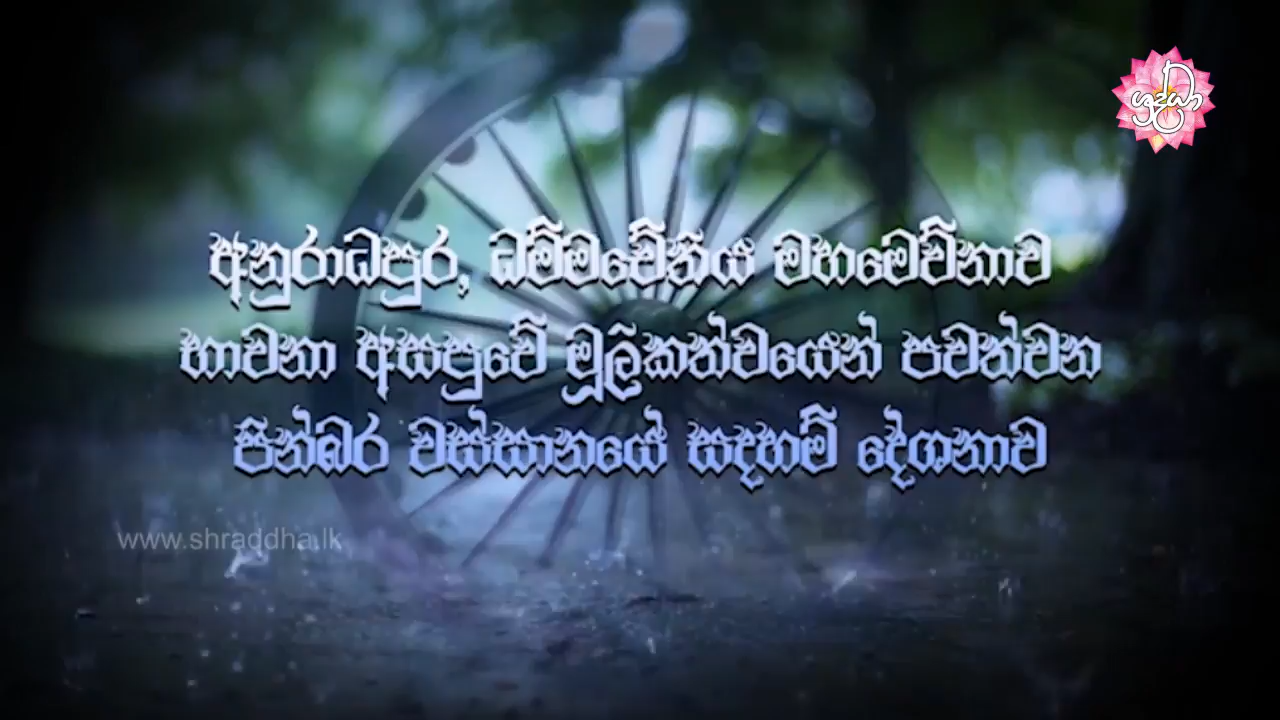 ශ්‍රද්ධා
අනුරාධපුර, ධම්මචේතිය මහමෙව්නාව
භාවනා අසපුවේ මූලිකත්වයෙන් පවත්වන
පින්බර වස්සානයේ සදහම් දේශනාව
www.shraddha.lk